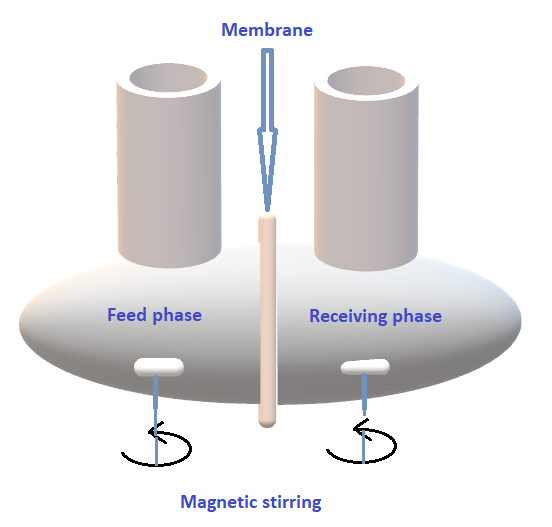 Membrane
Feed phase
Receiving phase
Magnetic stirring